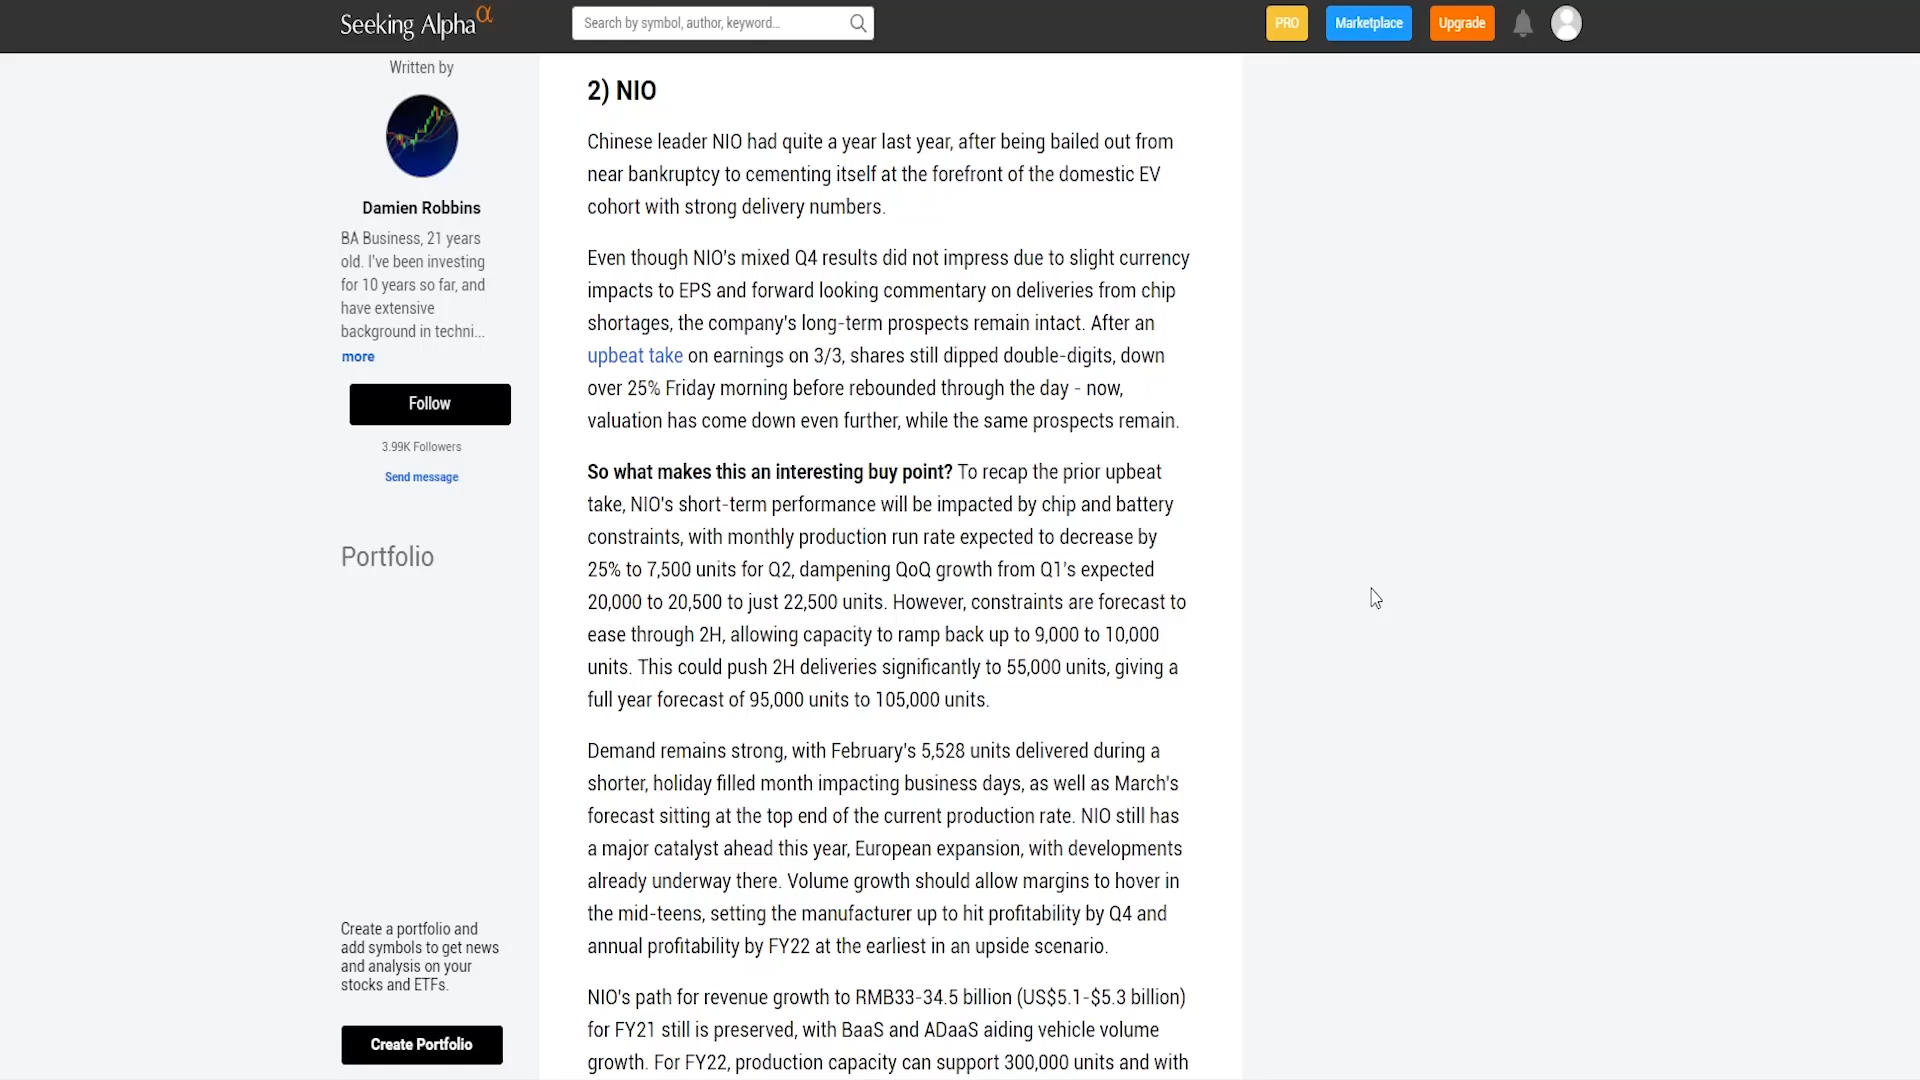 Seeking Alpha α
Search by symbol, author, keyword...
PRO
Marketplace
Upgrade
Written by
Damien Robbins
BA Business, 21 years
old. I've been investing
for 10 years so far, and
have extensive
background in techni...
more
Follow
3.99K Followers
Send message
Portfolio
Create a portfolio and
add symbols to get news
and analysis on your
stocks and ETFs.
Create Portfolio
2) NIO
Chinese leader NIO had quite a year last year, after being bailed out from
near bankruptcy to cementing itself at the forefront of the domestic EV
cohort with strong delivery numbers.
Even though NIO's mixed Q4 results did not impress due to slight currency
impacts to EPS and forward looking commentary on deliveries from chip
shortages, the company's long-term prospects remain intact. After an
upbeat take on earnings on 3/3, shares still dipped double-digits, down
over 25% Friday morning before rebounded through the day - now,
valuation has come down even further, while the same prospects remain.
So what makes this an interesting buy point? To recap the prior upbeat
take, NIO's short-term performance will be impacted by chip and battery
constraints, with monthly production run rate expected to decrease by
25% to 7,500 units for Q2, dampening QoQ growth from Q1's expected
20,000 to 20,500 to just 22,500 units. However, constraints are forecast to
ease through 2H, allowing capacity to ramp back up to 9,000 to 10,000
units. This could push 2H deliveries significantly to 55,000 units, giving a
full year forecast of 95,000 units to 105,000 units.
Demand remains strong, with February's 5,528 units delivered during a
shorter, holiday filled month impacting business days, as well as March's
forecast sitting at the top end of the current production rate. NIO still has
a major catalyst ahead this year, European expansion, with developments
already underway there. Volume growth should allow margins to hover in
the mid-teens, setting the manufacturer up to hit profitability by Q4 and
annual profitability by FY22 at the earliest in an upside scenario.
NIO's path for revenue growth to RMB33-34.5 billion (US$5.1-$5.3 billion)
for FY21 still is preserved, with BaaS and ADaaS aiding vehicle volume
growth. For FY22, production capacity can support 300,000 units and with